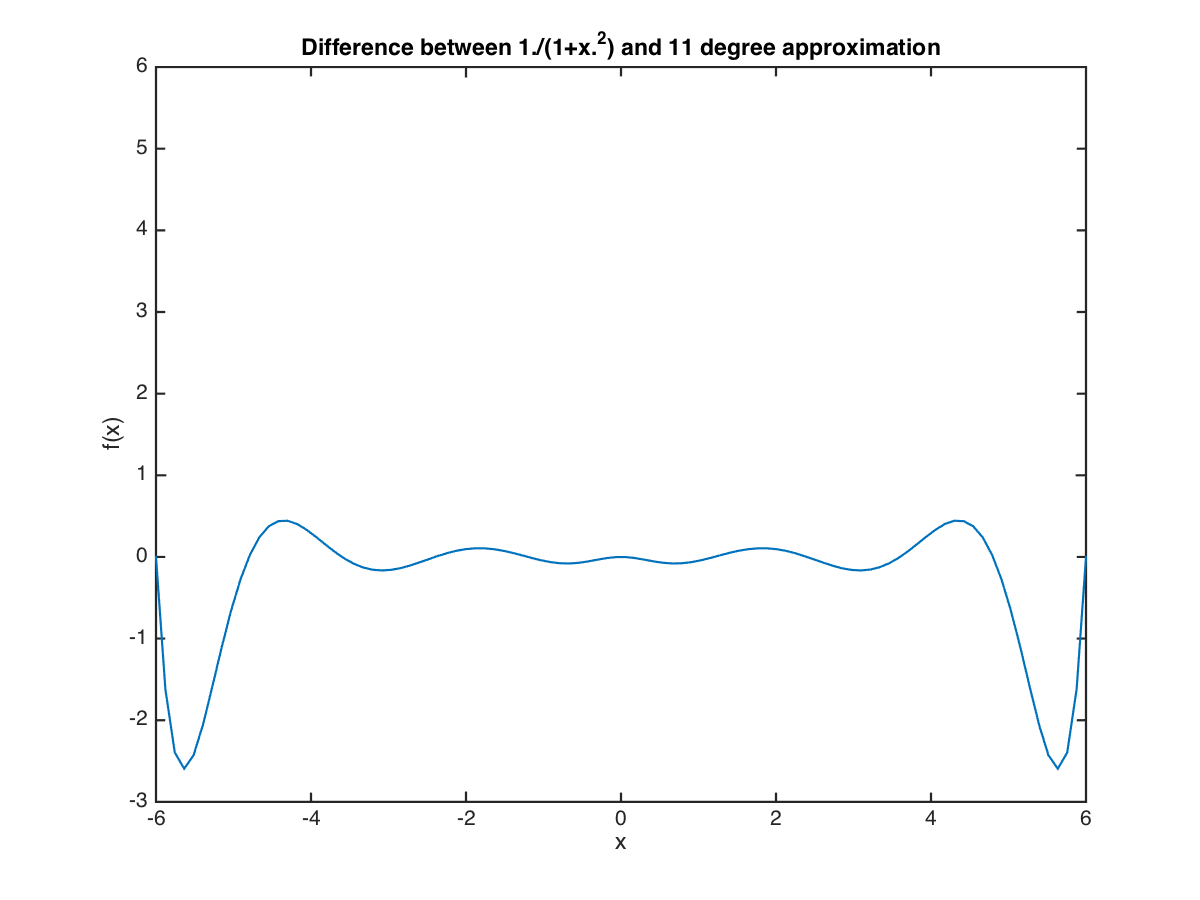 Difference between 1./(1+x.²) and 11 degree approximation
6
5
4
3
2
1
0
-1
-2
-3
f(x)
-6 -4 -2 0 2 4 6
x